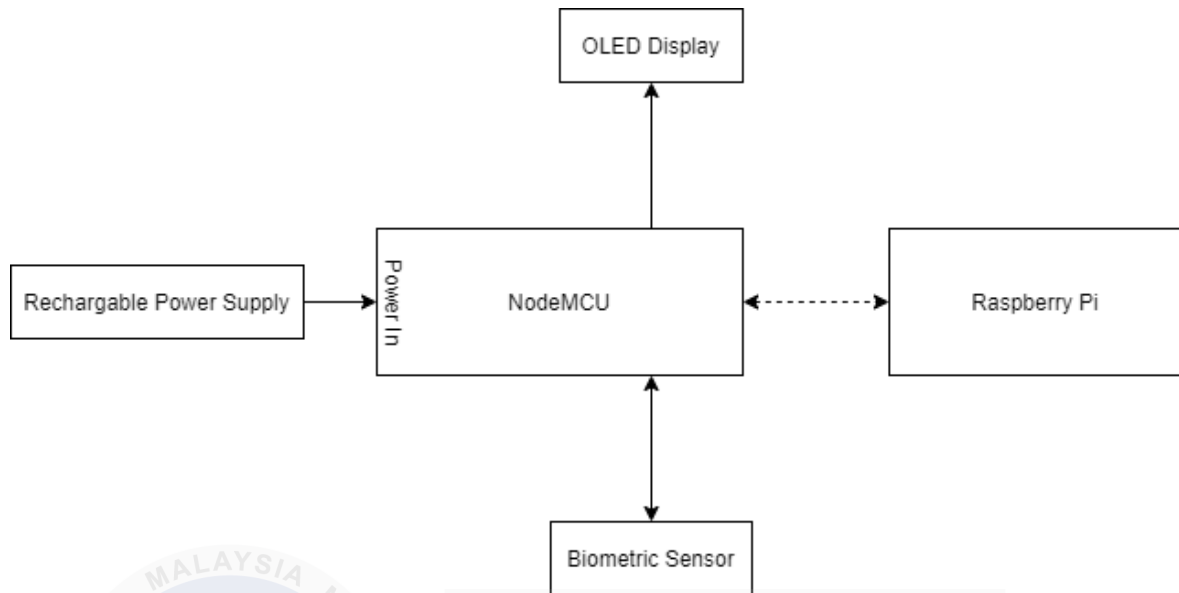 OLED Display
Rechargable Power Supply
Power In
NodeMCU
Raspberry Pi
Biometric Sensor
MALAYSIA